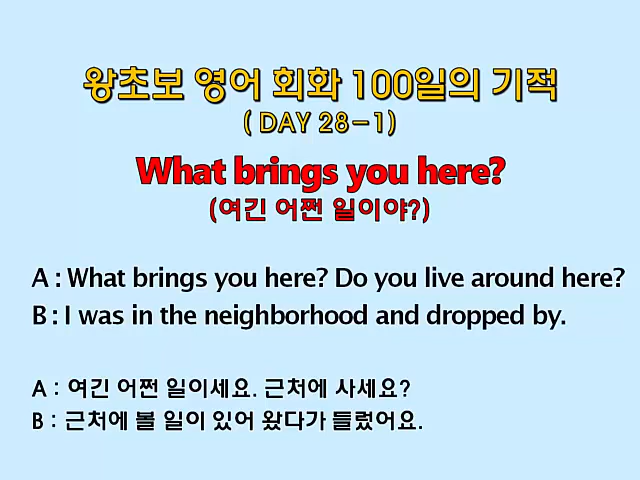 왕초보 영어 회화 100일의 기적
( DAY 28-1)
What brings you here?
(여긴 어쩐 일이야?)
A : What brings you here? Do you live around here?
B : I was in the neighborhood and dropped by.
A : 여긴 어쩐 일이세요. 근처에 사세요?
B : 근처에 볼 일이 있어 왔다가 들렀어요.